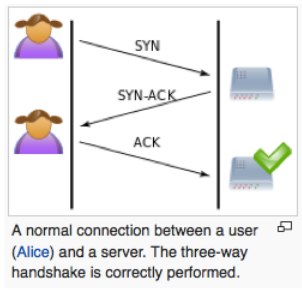 SYN
SYN-ACK
ACK
A normal connection between a user
(Alice) and a server. The three-way
handshake is correctly performed.